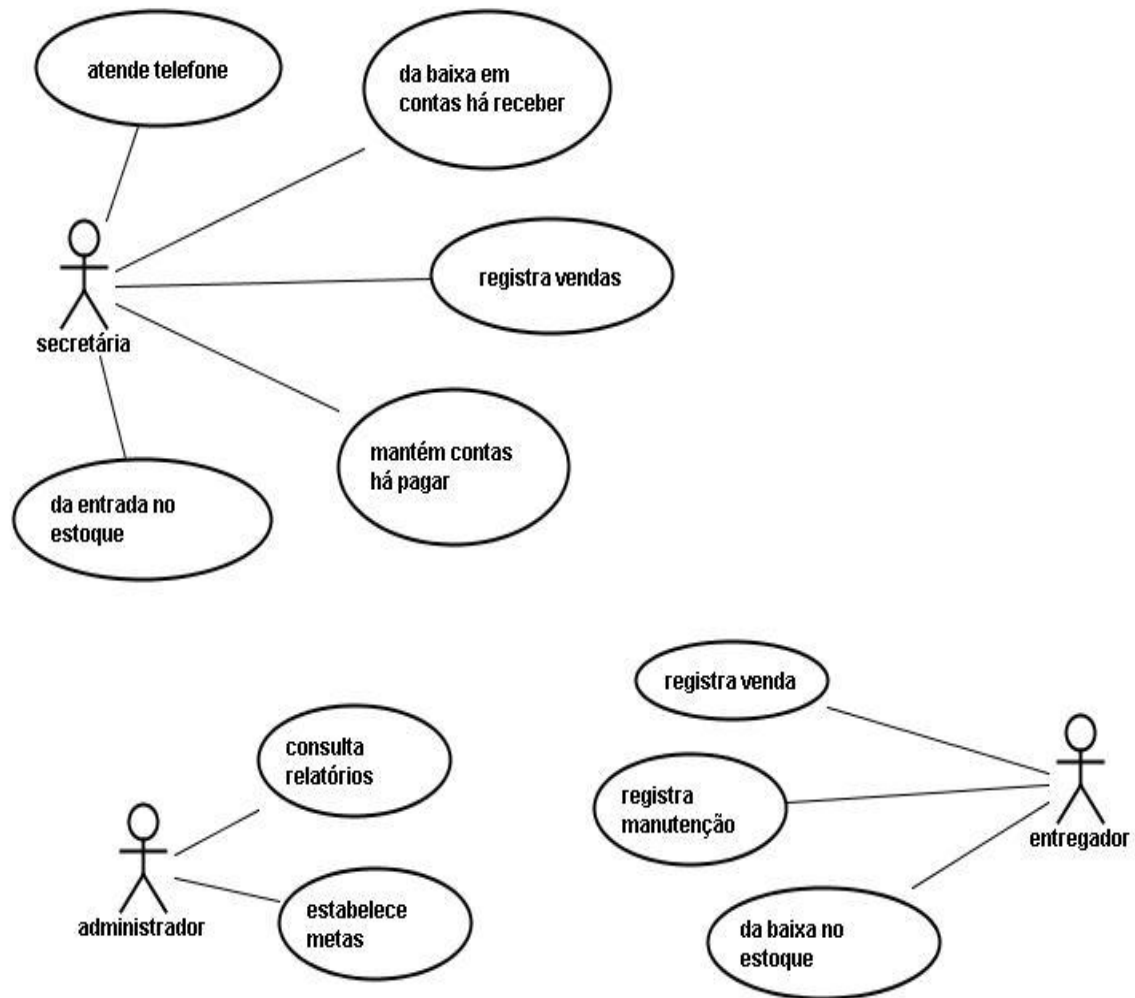 atende telefone
da baixa em
contas há receber
registra vendas
secretária
mantém contas
há pagar
da entrada no
estoque
registra venda
consulta
relatórios
registra
manutenção
entregador
administrador
estabelece
metas
da baixa no
estoque